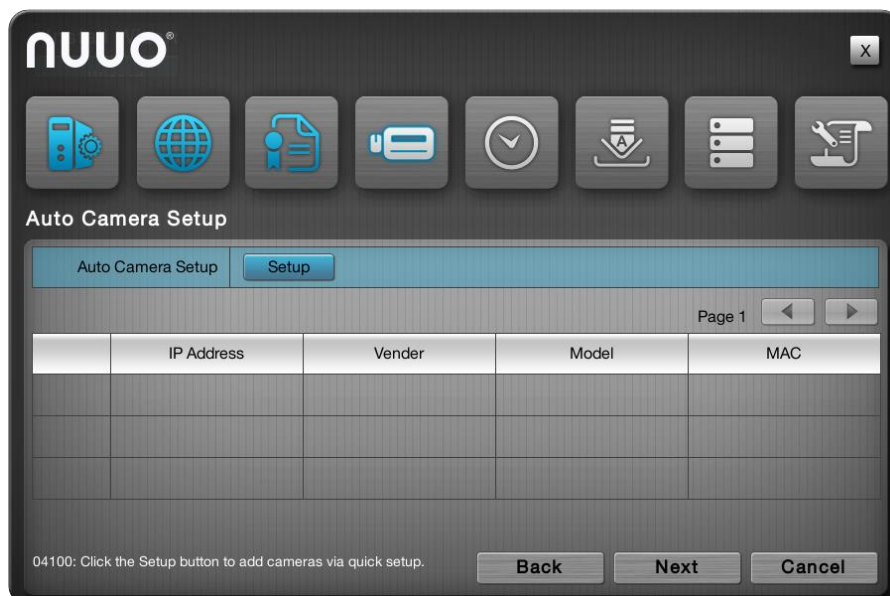 nuuo®
X
A
Auto Camera Setup
Auto Camera Setup Setup
Page 1
IP Address Vender Model MAC
04100: Click the Setup button to add cameras via quick setup.
Back Next Cancel